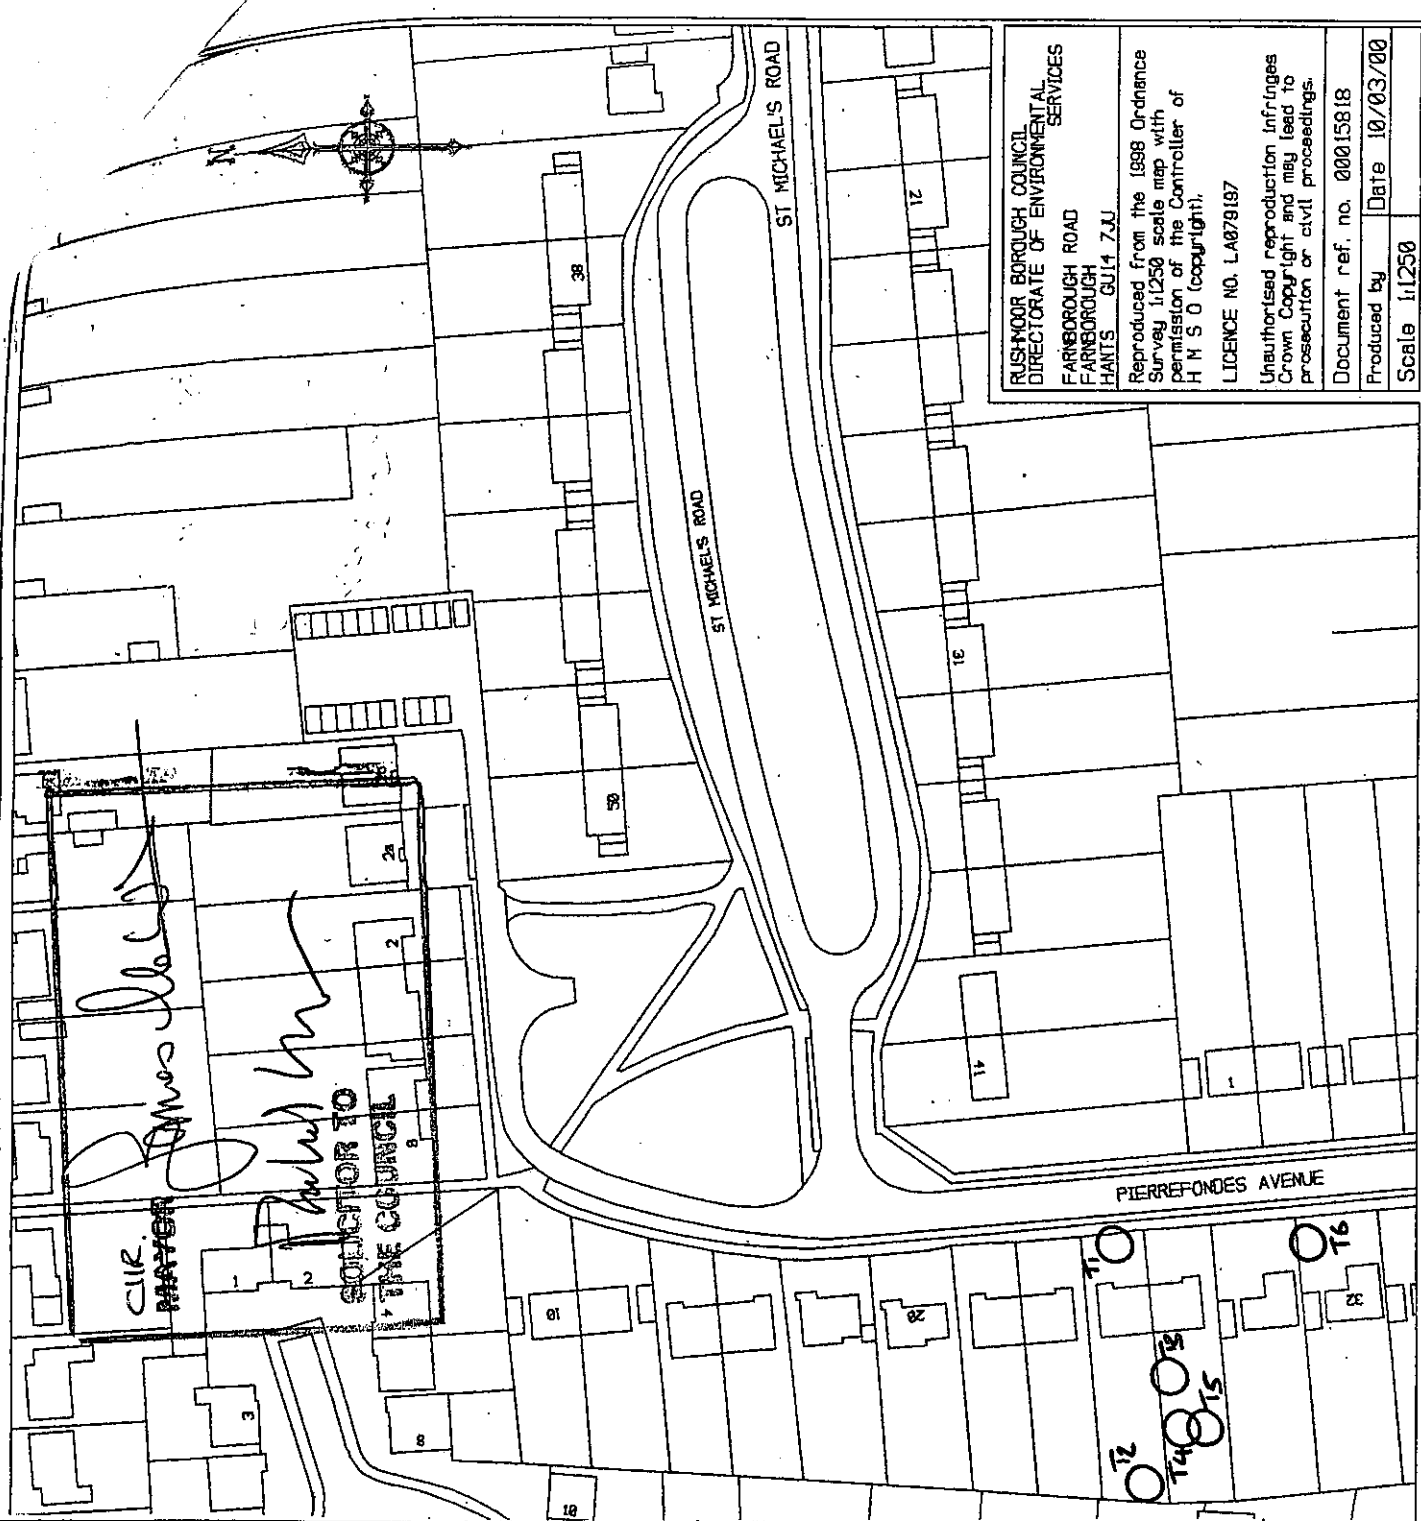 RUSHMOOR BOROUGH COUNCIL
DIRECTORATE OF ENVIRONMENTAL
SERVICES
FARNBOROUGH ROAD
FARNBOROUGH
HANTS GU14 7JU
Reproduced from the 1998 Ordnance
Survey 1:1250 scale map with
permission of the Controller of
H M S O (copyright).
LICENCE NO. LA079197
Unauthorised reproduction infringes
Crown Copyright and may lead to
prosecution or civil proceedings.
Document ref. no. 00015818
Produced by
Date 10/03/00
Scale 1:1250
N
ST MICHAEL'S ROAD
ST MICHAEL'S ROAD
PIERREFONDES AVENUE
38
50
21
31
41
1
2a
2
8
1
2
4
3
8
10
10
20
32
Cllr.
MAYOR
SOLICITOR TO
THE COUNCIL
T1
T2
T3
T4
T5
T6